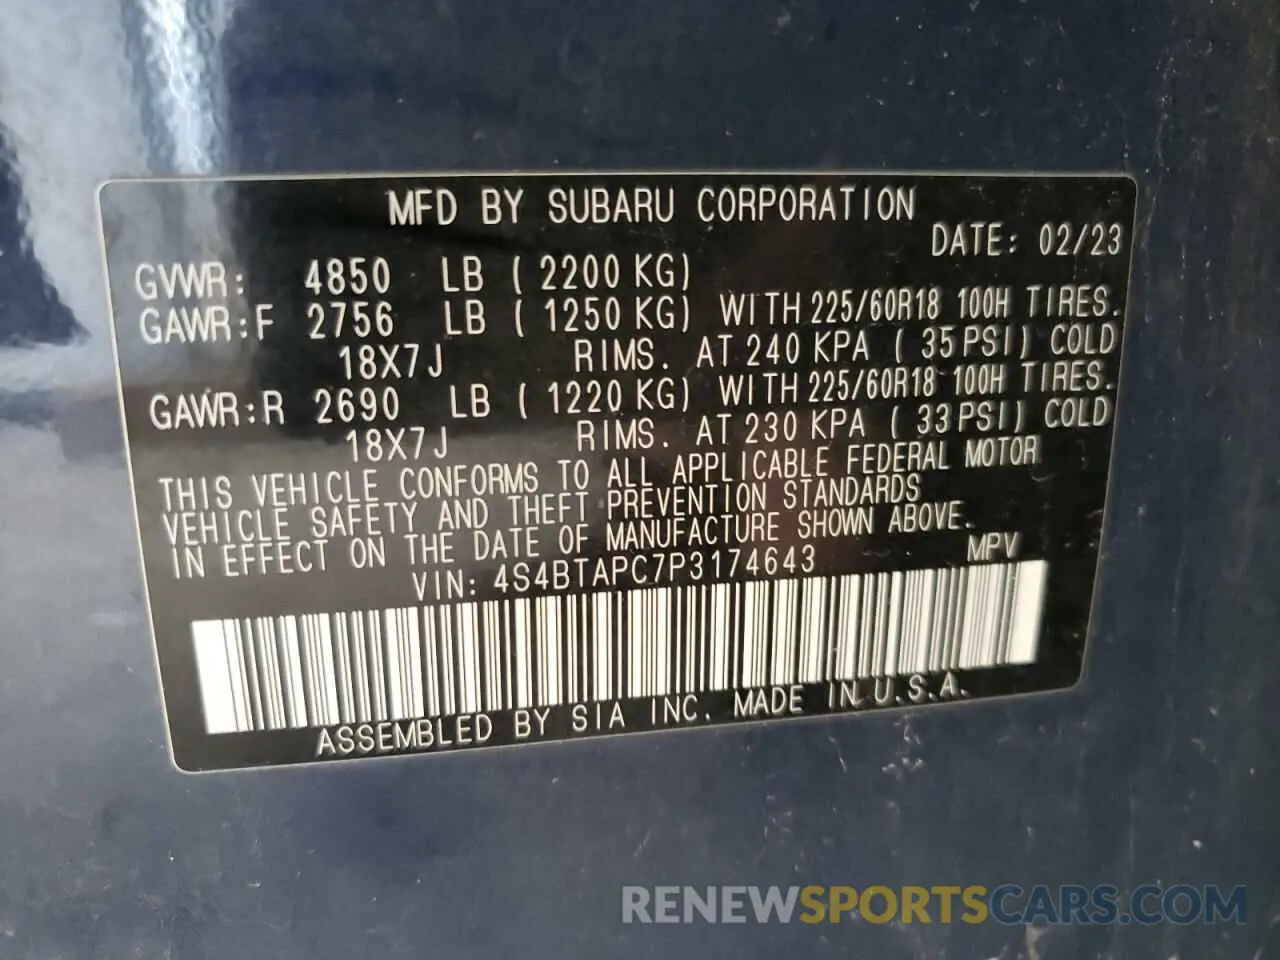 MFD BY SUBARU CORPORATION
DATE: 02/23
GVWR: 4850 LB ( 2200 KG)
GAWR:F 2756 LB ( 1250 KG) WITH 225/60R18 100H TIRES.
18X7J RIMS. AT 240 KPA ( 35 PSI) COLD
GAWR:R 2690 LB ( 1220 KG) WITH 225/60R18 100H TIRES.
18X7J RIMS. AT 230 KPA ( 33 PSI) COLD
THIS VEHICLE CONFORMS TO ALL APPLICABLE FEDERAL MOTOR
VEHICLE SAFETY AND THEFT PREVENTION STANDARDS
IN EFFECT ON THE DATE OF MANUFACTURE SHOWN ABOVE.
VIN: 4S4BTAPC7P3174643 MPV
ASSEMBLED BY SIA INC. MADE IN U.S.A.
RENEWSPORTSCARS.COM